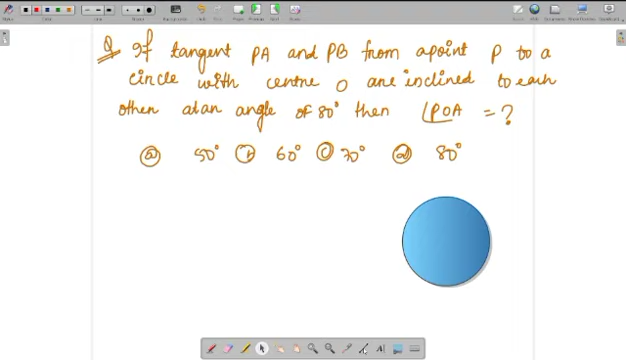 Q If tangent PA and PB from a point P to a
circle with centre O are inclined to each
other at an angle of 80° then ∠POA = ?
(a) 50° (b) 60° (c) 70° (d) 80°